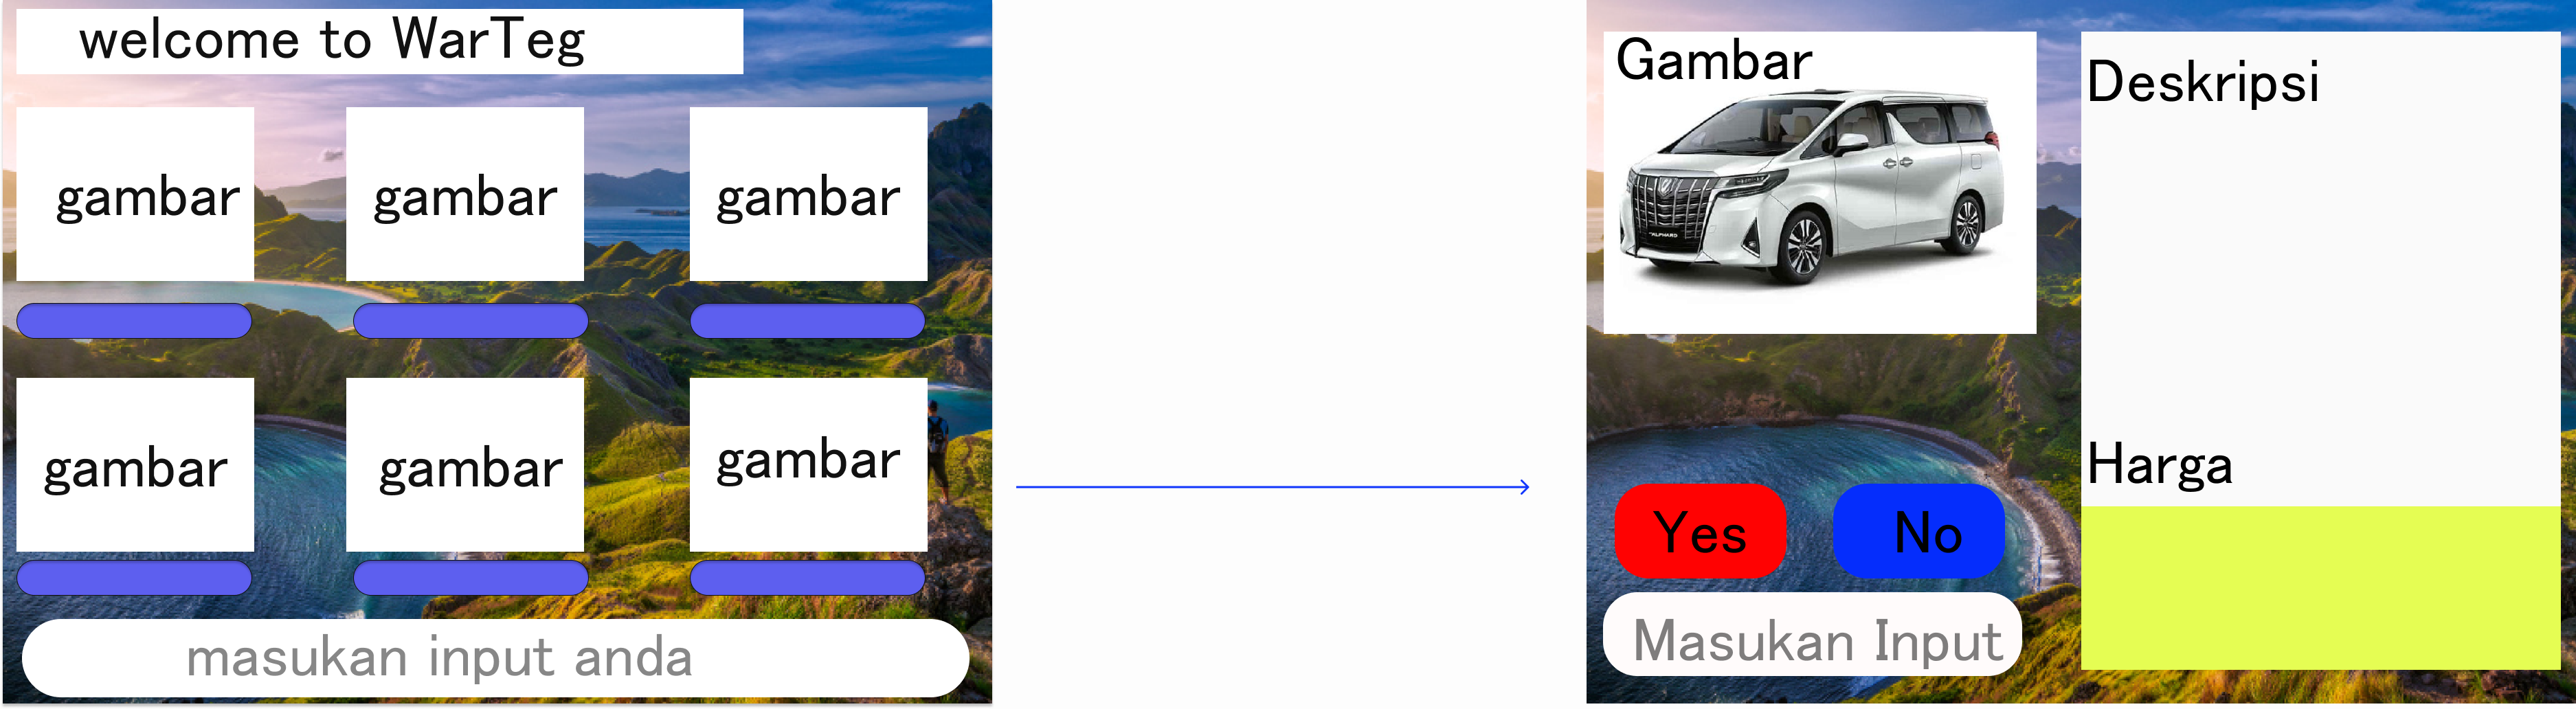 welcome to WarTeg
gambar
gambar
gambar
gambar
gambar
gambar
masukan input anda
Gambar
ALPHARD
Yes
No
Masukan Input
Deskripsi
Harga